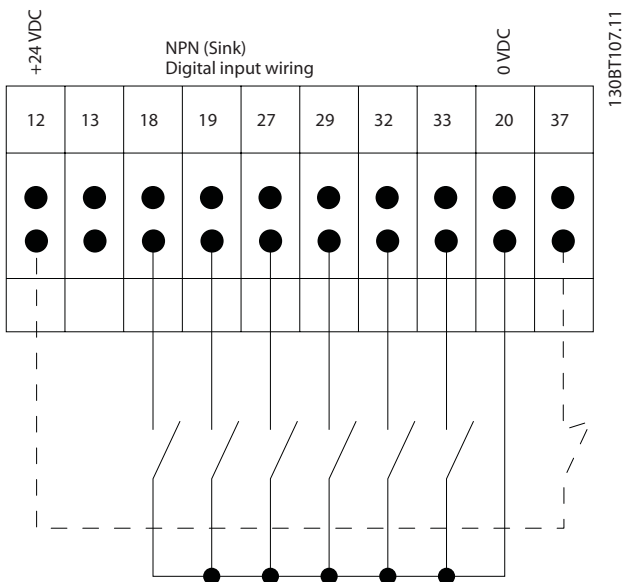 +24 VDC
NPN (Sink)
Digital input wiring
0 VDC
130BT107.11
12 13 18 19 27 29 32 33 20 37